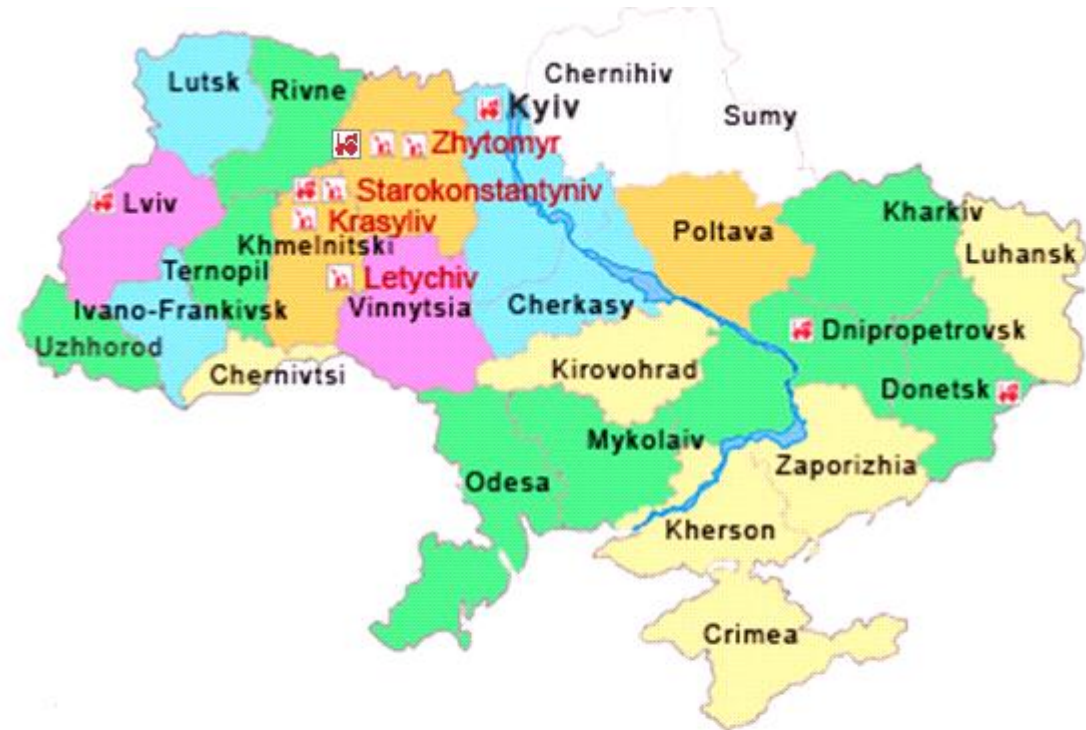 Chernihiv
Lutsk
Rivne
Kyiv
Sumy
Zhytomyr
Starokonstantyniv
Lviv
Krasyliv
Kharkiv
Poltava
Khmelnitski
Luhansk
Ternopil
Letychiv
Ivano-Frankivsk
Vinnytsia
Cherkasy
Dnipropetrovsk
Uzhhorod
Chernivtsi
Kirovohrad
Donetsk
Mykolaiv
Zaporizhia
Odesa
Kherson
Crimea